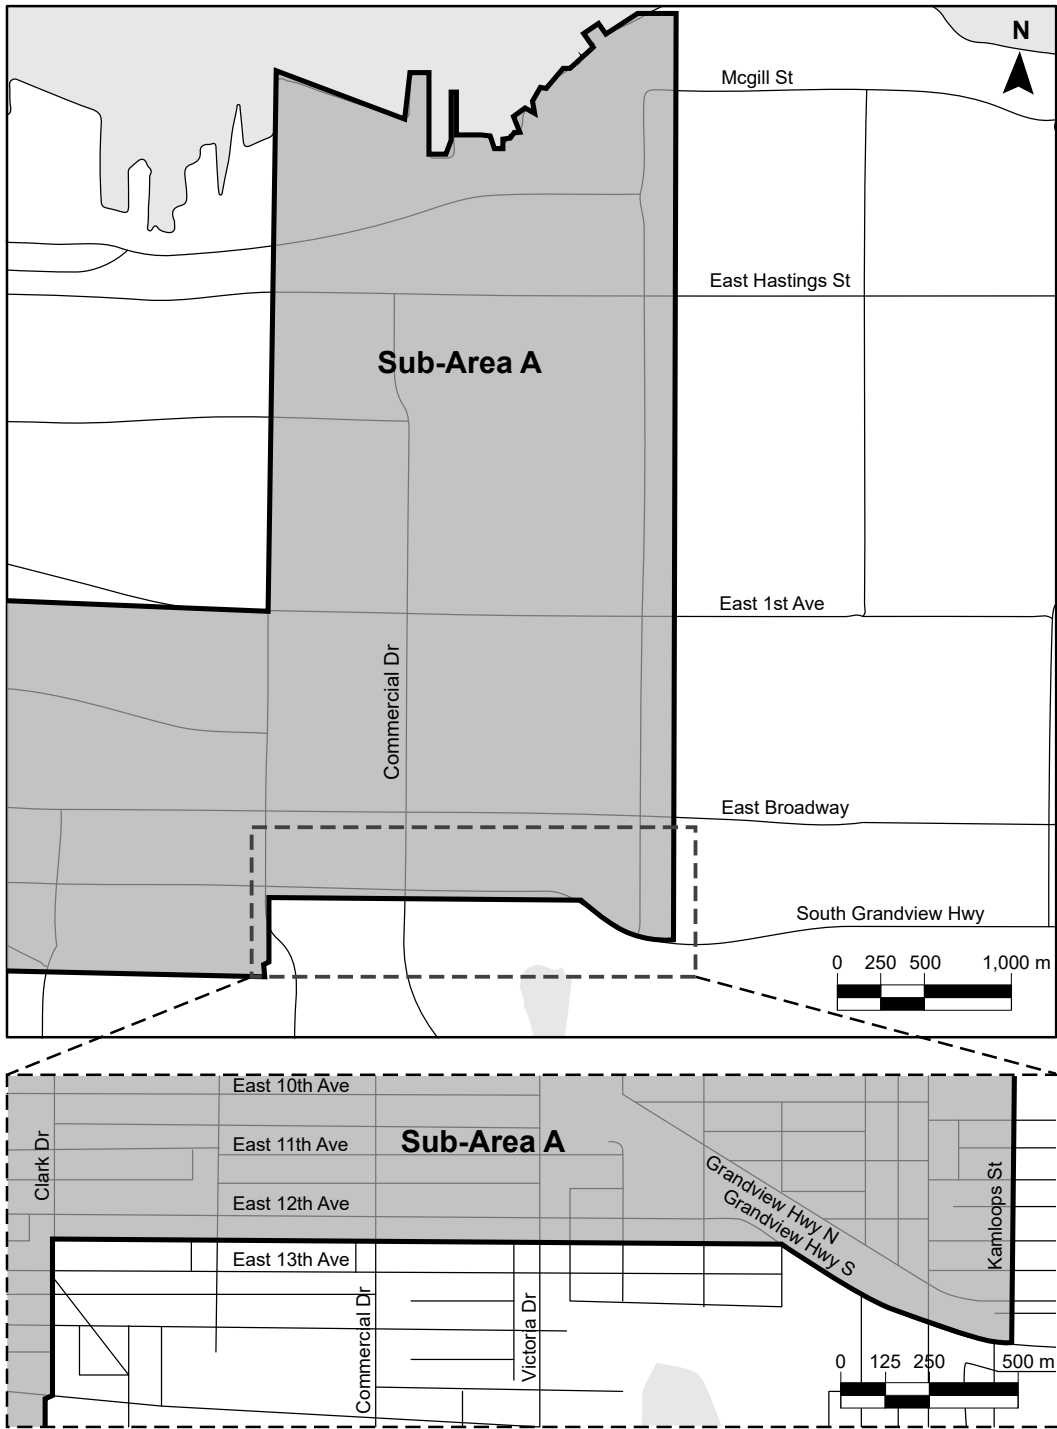 N
Mcgill St
East Hastings St
Sub-Area A
East 1st Ave
Commercial Dr
East Broadway
South Grandview Hwy
0 250 500 1,000 m
East 10th Ave
Clark Dr
East 11th Ave
Sub-Area A
East 12th Ave
Grandview Hwy N
Grandview Hwy S
Kamloops St
East 13th Ave
Commercial Dr
Victoria Dr
0 125 250 500 m